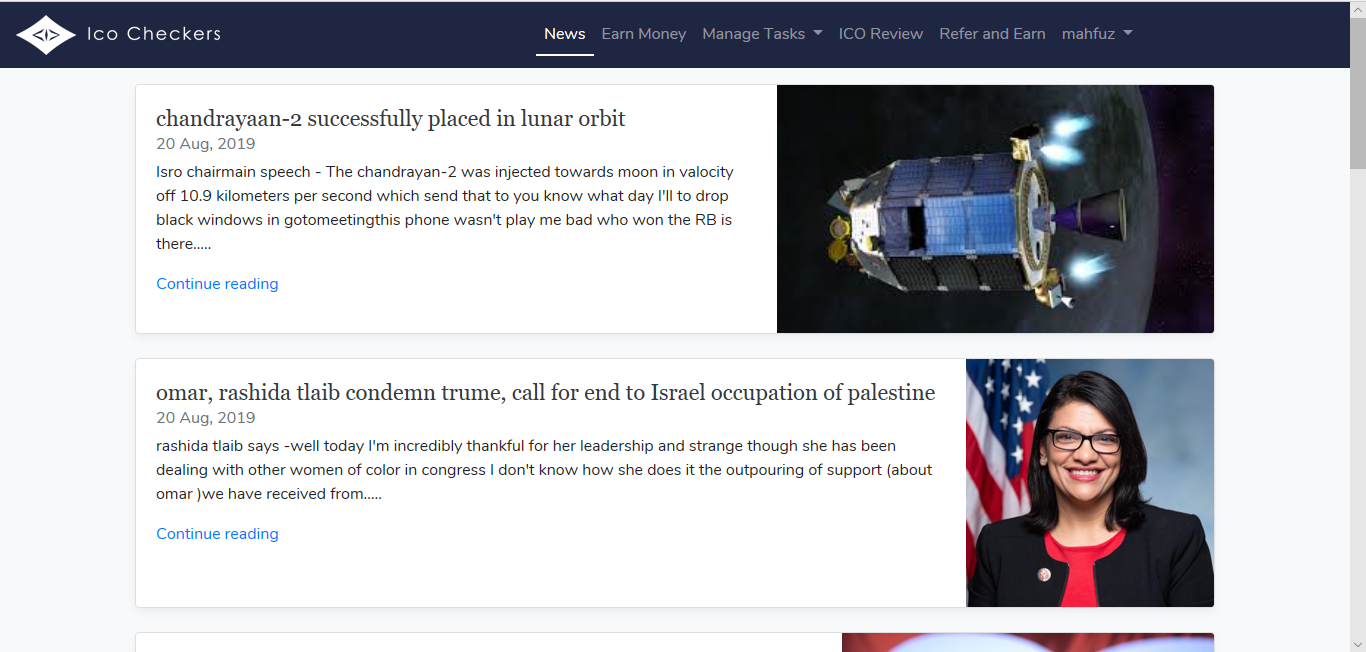 Ico Checkers
News Earn Money Manage Tasks ICO Review Refer and Earn mahfuz
chandrayaan-2 successfully placed in lunar orbit
20 Aug, 2019
Isro chairmain speech - The chandrayan-2 was injected towards moon in valocity
off 10.9 kilometers per second which send that to you know what day I'll to drop
black windows in gotomeetingthis phone wasn't play me bad who won the RB is
there.....
Continue reading
omar, rashida tlaib condemn trume, call for end to Israel occupation of palestine
20 Aug, 2019
rashida tlaib says -well today I'm incredibly thankful for her leadership and strange though she has been
dealing with other women of color in congress I don't know how she does it the outpouring of support (about
omar )we have received from.....
Continue reading